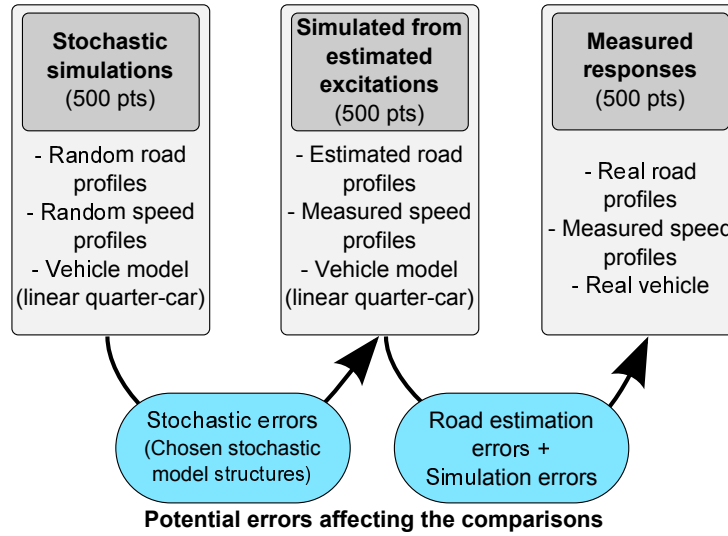 Stochastic
simulations
(500 pts)
- Random road
profiles
- Random speed
profiles
- Vehicle model
(linear quarter-car)
Simulated from
estimated
excitations
(500 pts)
- Estimated road
profiles
- Measured speed
profiles
- Vehicle model
(linear quarter-car)
Measured
responses
(500 pts)
- Real road
profiles
- Measured speed
profiles
- Real vehicle
Stochastic errors
(Chosen stochastic
model structures)
Road estimation
errors +
Simulation errors
Potential errors affecting the comparisons